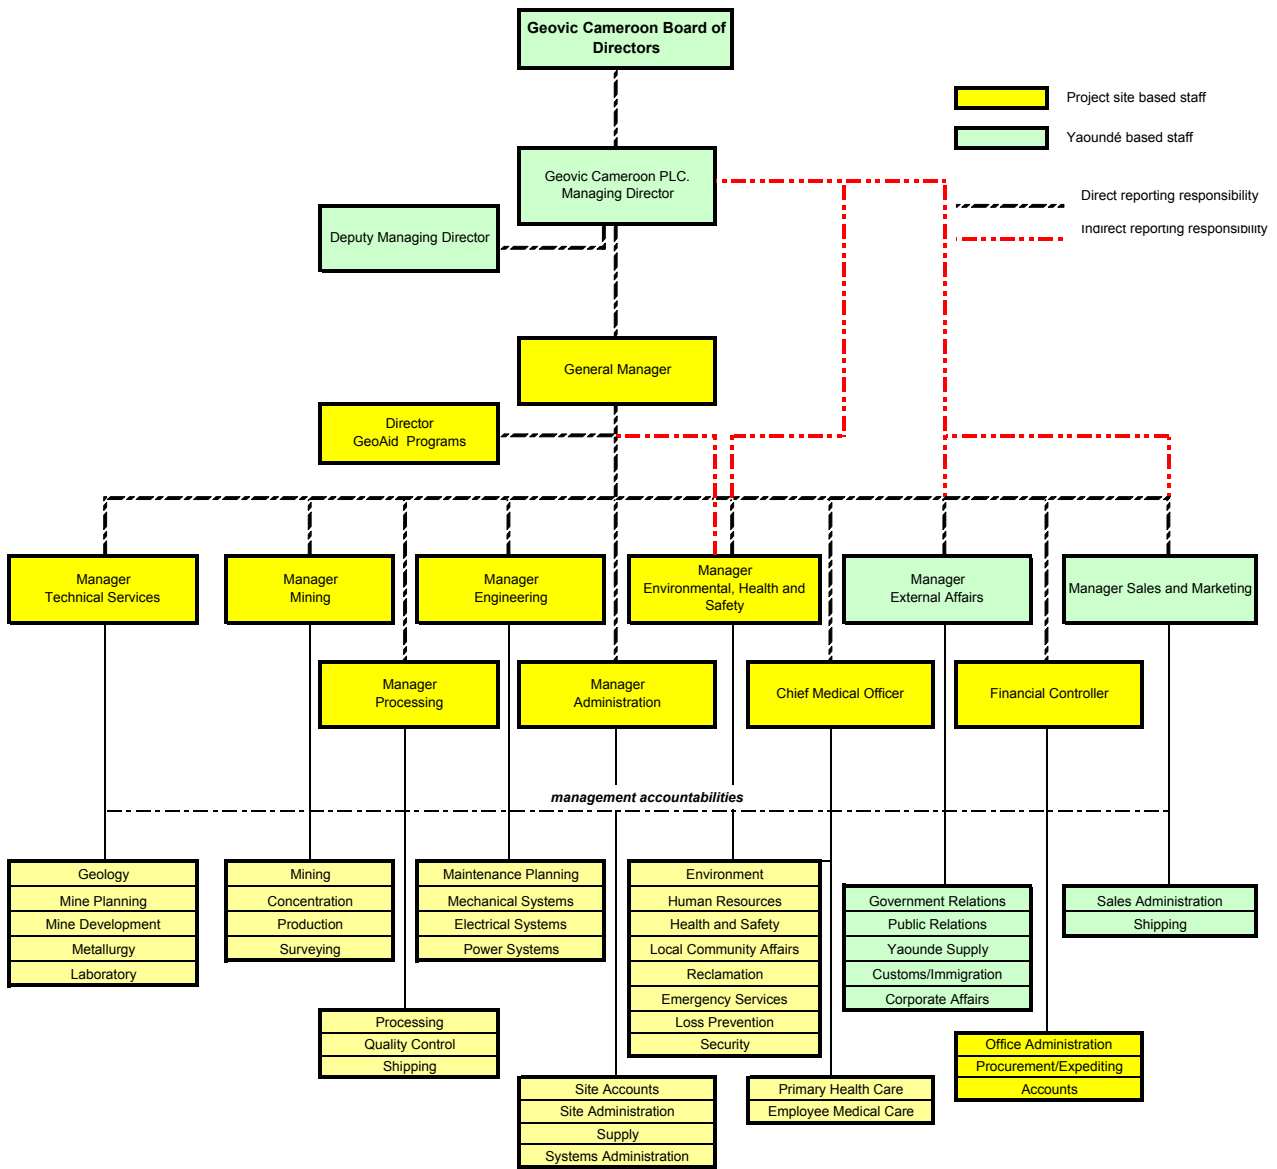 Geovic Cameroon Board of
Directors
Project site based staff
Yaoundé based staff
Geovic Cameroon PLC.
Managing Director
Direct reporting responsibility
Indirect reporting responsibility
Deputy Managing Director
General Manager
Director
GeoAid Programs
Manager
Technical Services
Manager
Mining
Manager
Engineering
Manager
Environmental, Health and
Safety
Manager
External Affairs
Manager Sales and Marketing
Manager
Processing
Manager
Administration
Chief Medical Officer
Financial Controller
management accountabilities
Geology
Mine Planning
Mine Development
Metallurgy
Laboratory
Mining
Concentration
Production
Surveying
Maintenance Planning
Mechanical Systems
Electrical Systems
Power Systems
Environment
Human Resources
Health and Safety
Local Community Affairs
Reclamation
Emergency Services
Loss Prevention
Security
Government Relations
Public Relations
Yaounde Supply
Customs/Immigration
Corporate Affairs
Sales Administration
Shipping
Processing
Quality Control
Shipping
Site Accounts
Site Administration
Supply
Systems Administration
Primary Health Care
Employee Medical Care
Office Administration
Procurement/Expediting
Accounts